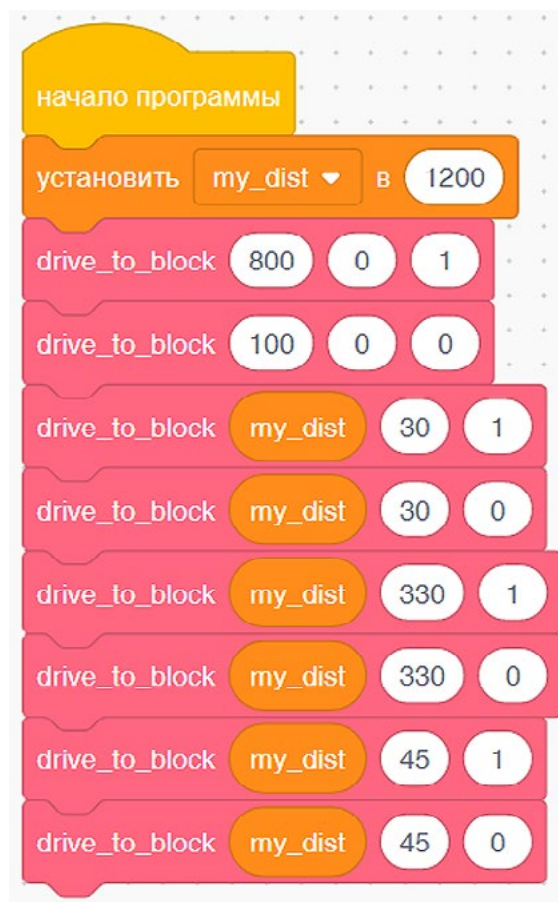 начало программы
установить my_dist в 1200
drive_to_block 800 0 1
drive_to_block 100 0 0
drive_to_block my_dist 30 1
drive_to_block my_dist 30 0
drive_to_block my_dist 330 1
drive_to_block my_dist 330 0
drive_to_block my_dist 45 1
drive_to_block my_dist 45 0